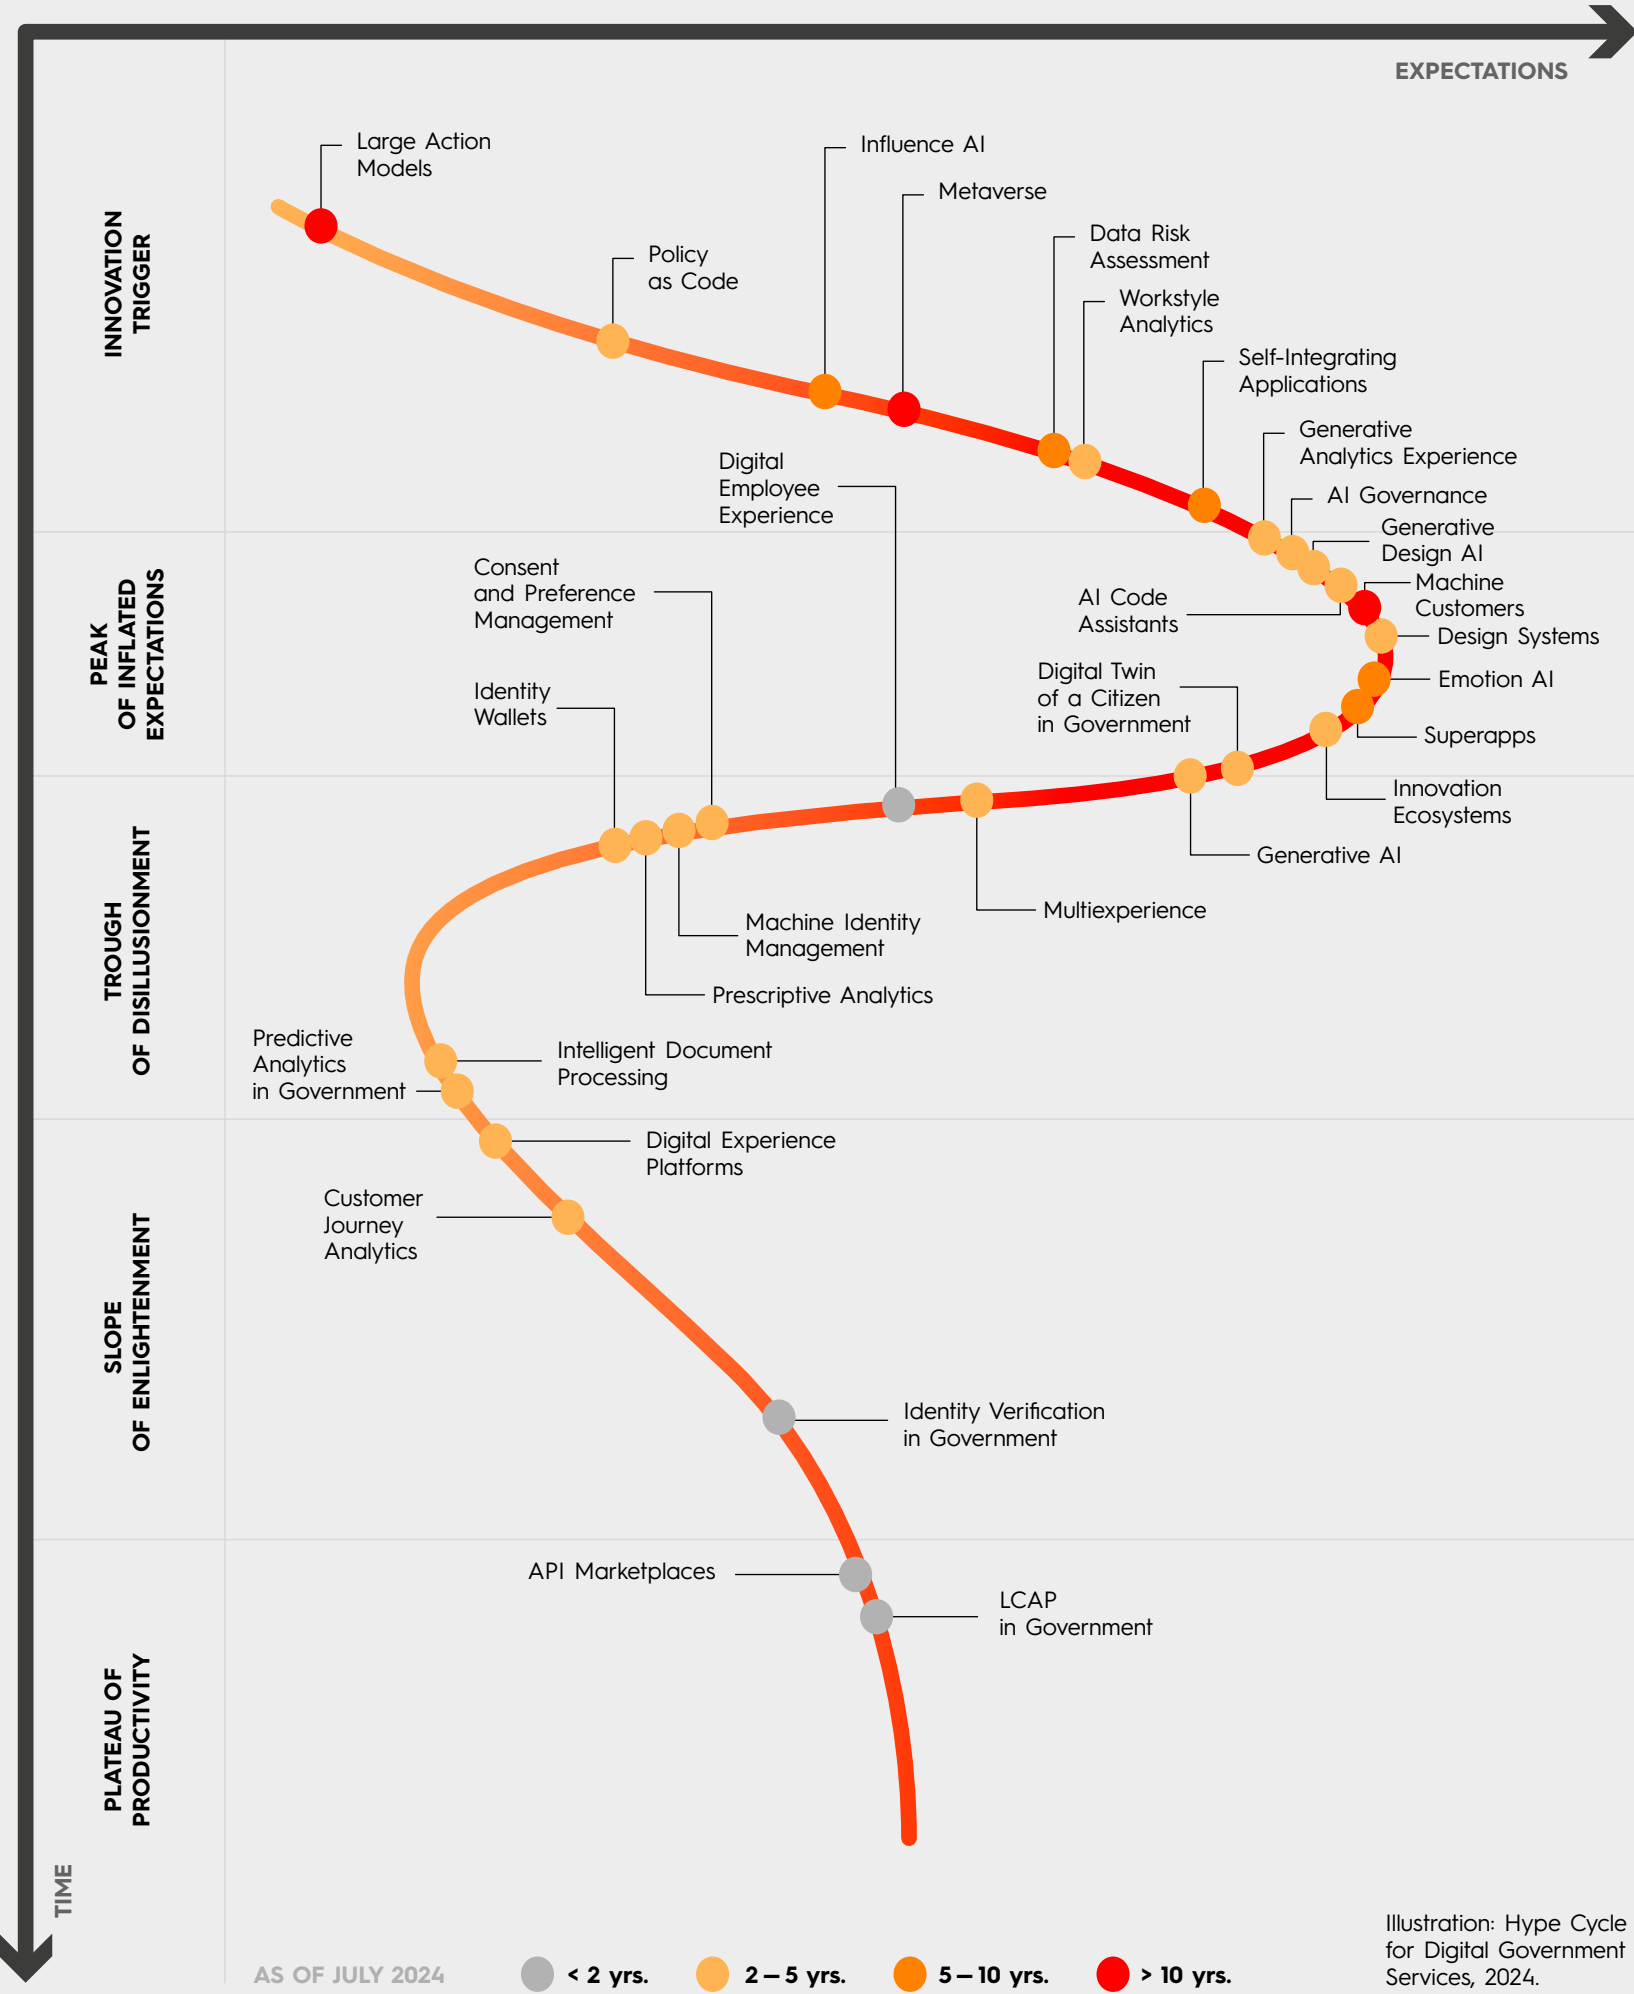 EXPECTATIONS
INNOVATION
TRIGGER
Large Action
Models
Influence AI
Metaverse
Policy
as Code
Data Risk
Assessment
Workstyle
Analytics
Self-Integrating
Applications
Generative
Analytics Experience
Digital
Employee
Experience
AI Governance
Generative
Design AI
PEAK
OF INFLATED
EXPECTATIONS
Consent
and Preference
Management
AI Code
Assistants
Machine
Customers
Design Systems
Identity
Wallets
Digital Twin
of a Citizen
in Government
Emotion AI
Superapps
Innovation
Ecosystems
Generative AI
TROUGH
OF DISILLUSIONMENT
Multiexperience
Machine Identity
Management
Prescriptive Analytics
Predictive
Analytics
in Government
Intelligent Document
Processing
SLOPE
OF ENLIGHTENMENT
Digital Experience
Platforms
Customer
Journey
Analytics
Identity Verification
in Government
PLATEAU OF
PRODUCTIVITY
API Marketplaces
LCAP
in Government
TIME
AS OF JULY 2024
< 2 yrs.
2 – 5 yrs.
5 – 10 yrs.
> 10 yrs.
Illustration: Hype Cycle
for Digital Government
Services, 2024.